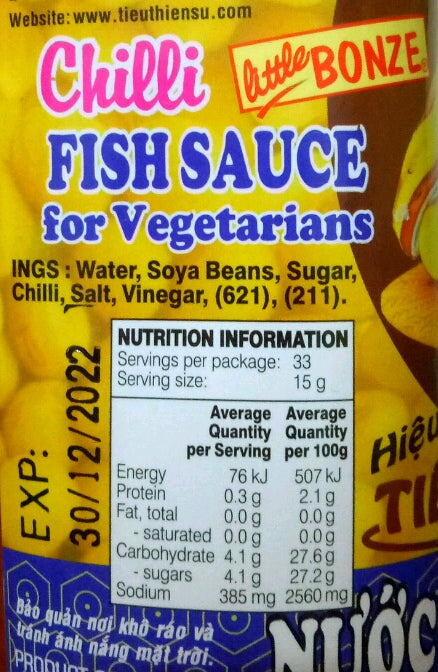 Website: www.tieuthiensu.com
Chilli
little BONZE
FISH SAUCE
for Vegetarians
INGS : Water, Soya Beans, Sugar,
Chilli, Salt, Vinegar, (621), (211).
NUTRITION INFORMATION
Servings per package: 33
Serving size: 15 g
Average Average
Quantity Quantity
per Serving per 100g
Energy 76 kJ 507 kJ
Protein 0.3 g 2.1 g
Fat, total 0.0 g 0.0 g
- saturated 0.0 g 0.0 g
Carbohydrate 4.1 g 27.6 g
- sugars 4.1 g 27.2 g
Sodium 385 mg 2560 mg
EXP:
30/12/2022
Hiệu
NƯỚC
Bảo quản nơi khô ráo và
tránh ánh nắng mặt trời.